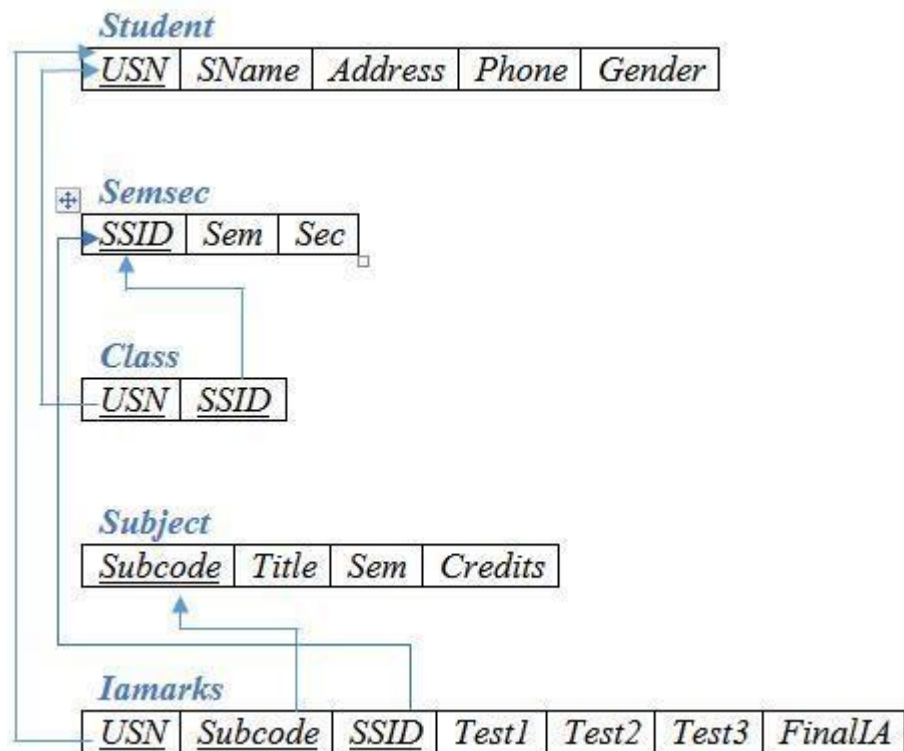 Student
USN SName Address Phone Gender
Semsec
SSID Sem Sec
Class
USN SSID
Subject
Subcode Title Sem Credits
Iamarks
USN Subcode SSID Test1 Test2 Test3 FinalIA